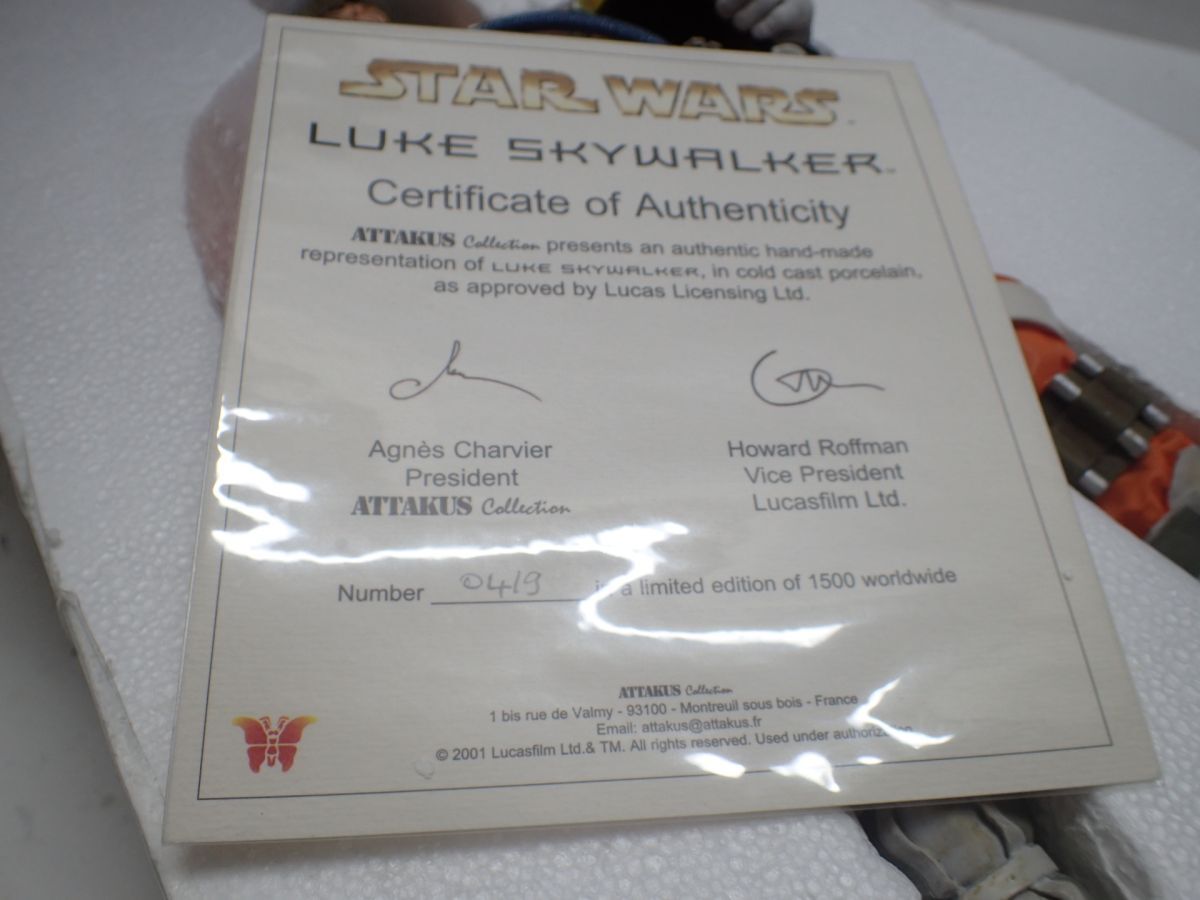 STAR WARS
LUKE SKYWALKER™
Certificate of Authenticity
ATTAKUS Collection presents an authentic hand-made
representation of LUKE SKYWALKER, in cold cast porcelain,
as approved by Lucas Licensing Ltd.
Agnès Charvier
President
ATTAKUS Collection
Howard Roffman
Vice President
Lucasfilm Ltd.
Number 0419 in a limited edition of 1500 worldwide
ATTAKUS Collection
1 bis rue de Valmy - 93100 - Montreuil sous bois - France
Email: attakus@attakus.fr
© 2001 Lucasfilm Ltd.& TM. All rights reserved. Used under